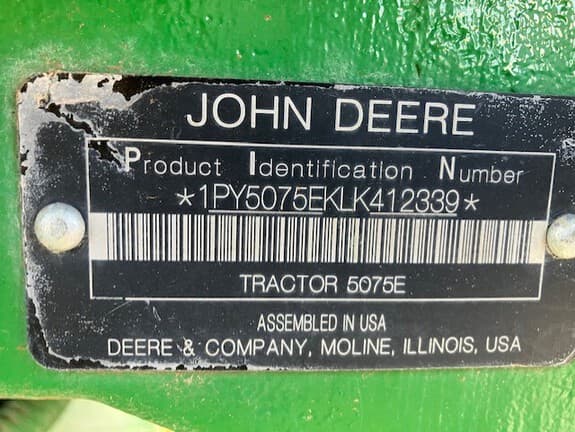 JOHN DEERE
Product Identification Number
*1PY5075EKLK412339*
TRACTOR 5075E
ASSEMBLED IN USA
DEERE & COMPANY, MOLINE, ILLINOIS, USA